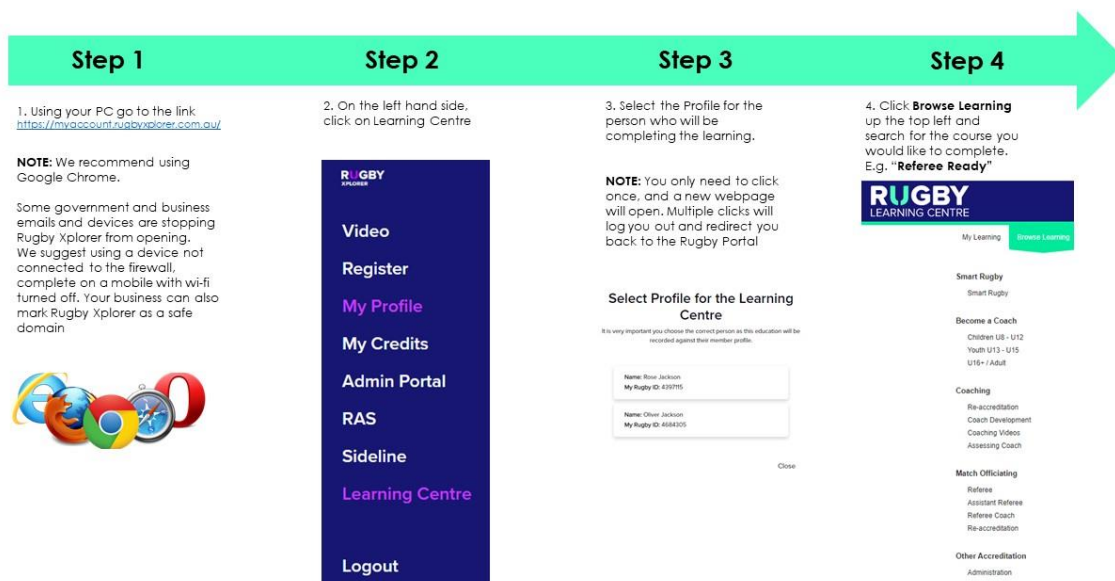 Step 1
Step 2
Step 3
Step 4
1. Using your PC go to the link
https://myaccount.rugbyxplorer.com.au/
NOTE: We recommend using
Google Chrome.
Some government and business
emails and devices are stopping
Rugby Xplorer from opening.
We suggest using a device not
connected to the firewall,
complete on a mobile with wi-fi
turned off. Your business can also
mark Rugby Xplorer as a safe
domain
2. On the left hand side,
click on Learning Centre
RUGBY
XPLORER
Video
Register
My Profile
My Credits
Admin Portal
RAS
Sideline
Learning Centre
Logout
3. Select the Profile for the
person who will be
completing the learning.
NOTE: You only need to click
once, and a new webpage
will open. Multiple clicks will
log you out and redirect you
back to the Rugby Portal
Select Profile for the Learning
Centre
It is very important you choose the correct person as this education will be
recorded against their member profile.
Name: Rose Jackson
My Rugby ID: 4397115
Name: Oliver Jackson
My Rugby ID: 4684305
Close
4. Click Browse Learning
up the top left and
search for the course you
would like to complete.
E.g. “Referee Ready”
RUGBY
LEARNING CENTRE
My Learning Browse Learning
Smart Rugby
Smart Rugby
Become a Coach
Children U8 - U12
Youth U13 - U15
U16+ / Adult
Coaching
Re-accreditation
Coach Development
Coaching Videos
Assessing Coach
Match Officiating
Referee
Assistant Referee
Referee Coach
Re-accreditation
Other Accreditation
Administration